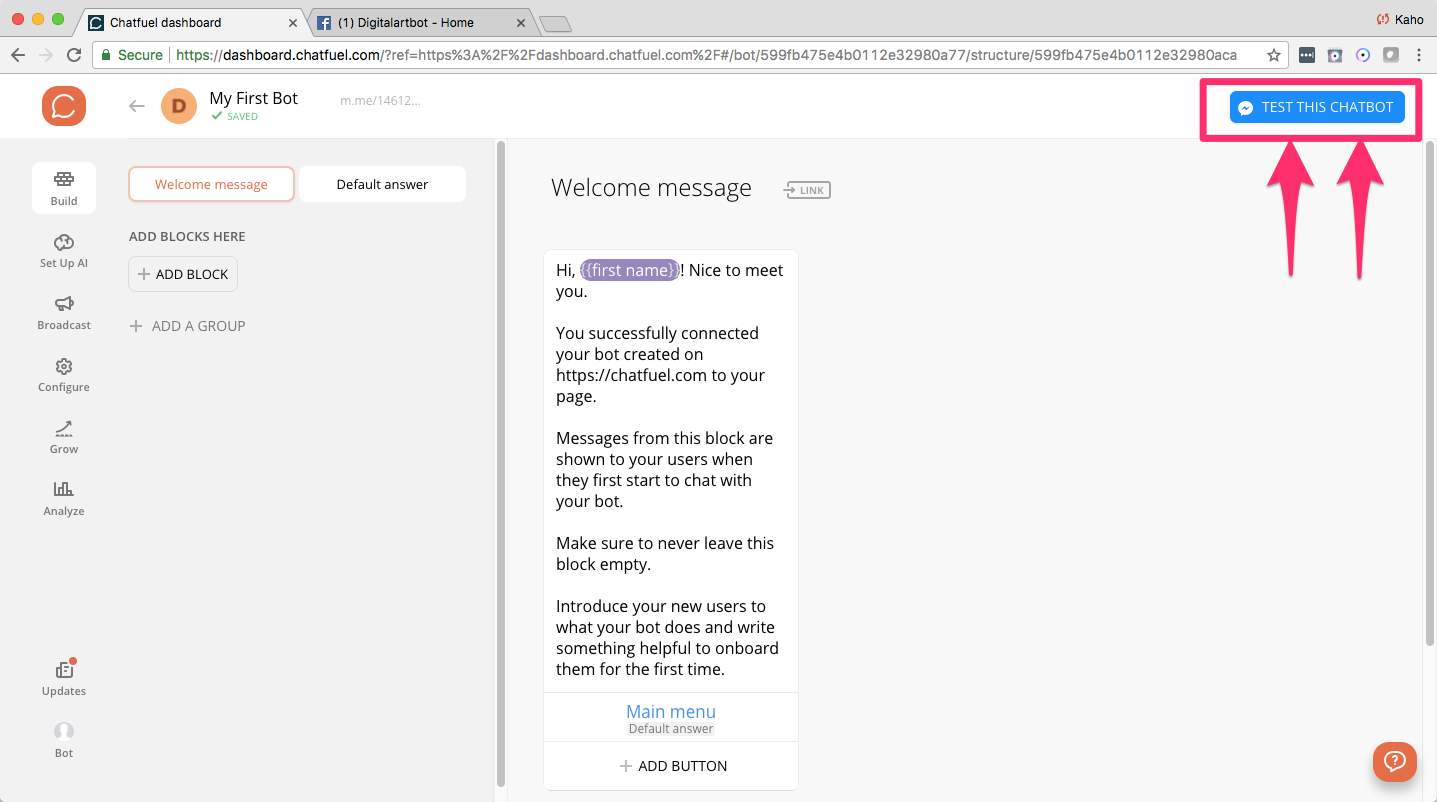 Chatfuel dashboard
(1) Digitalartbot - Home
Kaho
Secure
https://dashboard.chatfuel.com/?ref=https%3A%2F%2Fdashboard.chatfuel.com%2F#/bot/599fb475e4b0112e32980a77/structure/599fb475e4b0112e32980aca
D
My First Bot
SAVED
m.me/14612...
TEST THIS CHATBOT
Build
Set Up AI
Broadcast
Configure
Grow
Analyze
Updates
Bot
Welcome message
Default answer
ADD BLOCKS HERE
+ ADD BLOCK
+ ADD A GROUP
Welcome message
LINK
Hi, {{first name}}! Nice to meet
you.
You successfully connected
your bot created on
https://chatfuel.com to your
page.
Messages from this block are
shown to your users when
they first start to chat with
your bot.
Make sure to never leave this
block empty.
Introduce your new users to
what your bot does and write
something helpful to onboard
them for the first time.
Main menu
Default answer
+ ADD BUTTON